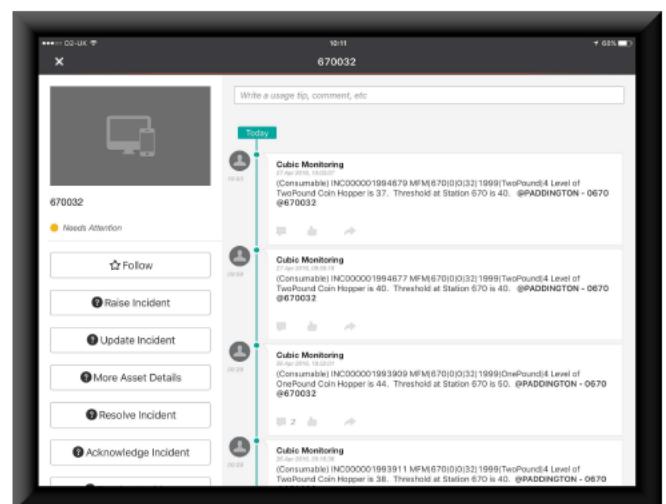 O2-UK
10:11
68%
670032
Write a usage tip, comment, etc
Today
670032
Needs Attention
Follow
Raise Incident
Update Incident
More Asset Details
Resolve Incident
Acknowledge Incident
Cubic Monitoring
(Consumable) INC000001994679 MFM|670|0|0|32|1999|TwoPound|4 Level of
TwoPound Coin Hopper is 37. Threshold at Station 670 is 40. @PADDINGTON - 0670
@670032
Cubic Monitoring
(Consumable) INC000001994677 MFM|670|0|0|32|1999|TwoPound|4 Level of
TwoPound Coin Hopper is 40. Threshold at Station 670 is 40. @PADDINGTON - 0670
@670032
Cubic Monitoring
(Consumable) INC000001993909 MFM|670|0|0|32|1999|OnePound|4 Level of
OnePound Coin Hopper is 44. Threshold at Station 670 is 50. @PADDINGTON - 0670
@670032
2
Cubic Monitoring
(Consumable) INC000001993911 MFM|670|0|0|32|1999|TwoPound|4 Level of
TwoPound Coin Hopper is 38. Threshold at Station 670 is 40. @PADDINGTON - 0670